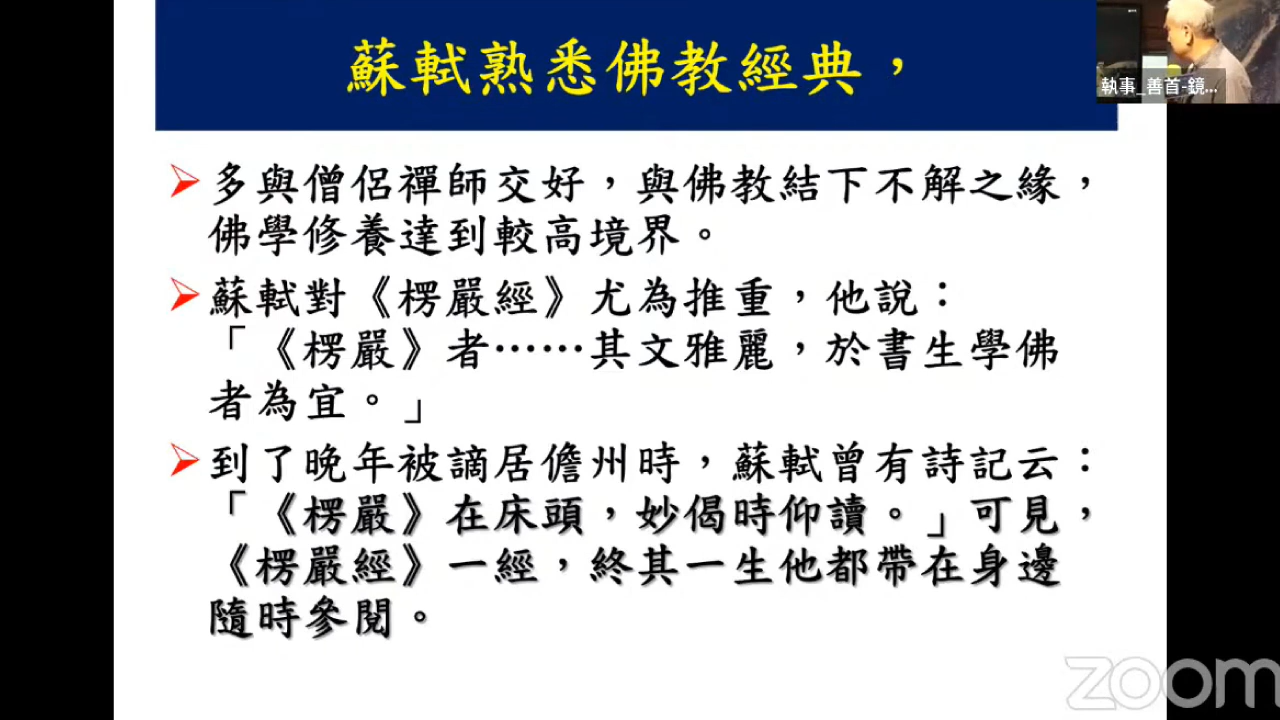 蘇軾熟悉佛教經典，
執事_善首-鏡...
多與僧侶禪師交好，與佛教結下不解之緣，
佛學修養達到較高境界。
蘇軾對《楞嚴經》尤為推重，他說：
「《楞嚴》者……其文雅麗，於書生學佛
者為宜。」
到了晚年被謫居儋州時，蘇軾曾有詩記云：
「《楞嚴》在床頭，妙偈時仰讀。」可見，
《楞嚴經》一經，終其一生他都帶在身邊
隨時參閱。
zoom